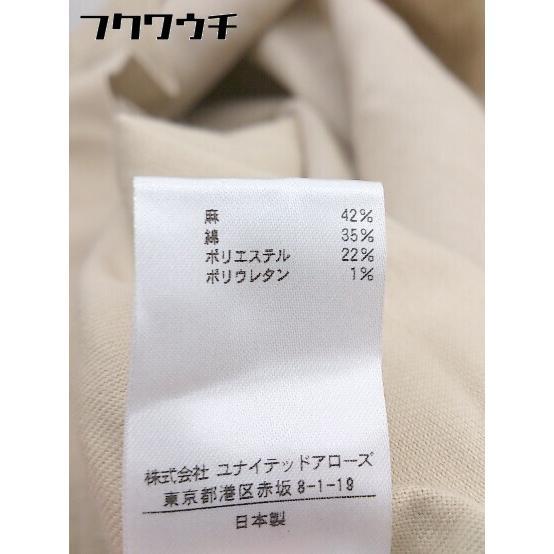 フクワウチ
麻 42%
綿 35%
ポリエステル 22%
ポリウレタン 1%
株式会社 ユナイテッドアローズ
東京都港区赤坂8-1-19
日本製